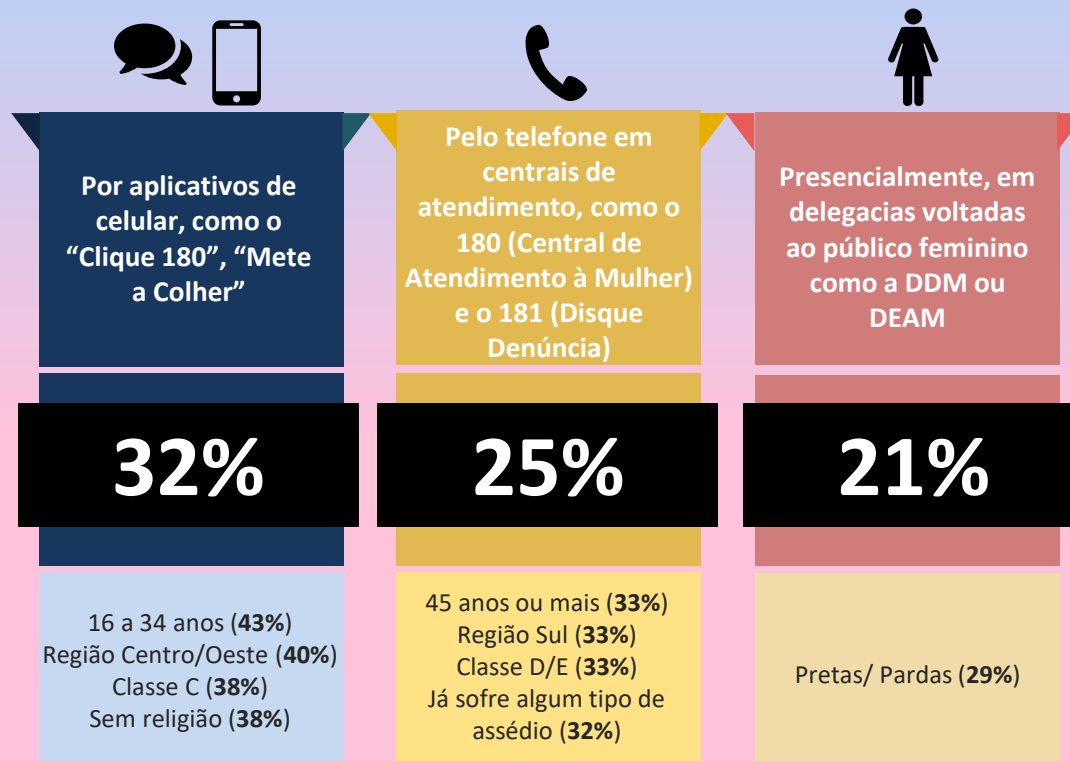 Por aplicativos de
celular, como o
“Clique 180”, “Mete
a Colher”
32%
16 a 34 anos (43%)
Região Centro/Oeste (40%)
Classe C (38%)
Sem religião (38%)
Pelo telefone em
centrais de
atendimento, como o
180 (Central de
Atendimento à Mulher)
e o 181 (Disque
Denúncia)
25%
45 anos ou mais (33%)
Região Sul (33%)
Classe D/E (33%)
Já sofre algum tipo de
assédio (32%)
Presencialmente, em
delegacias voltadas
ao público feminino
como a DDM ou
DEAM
21%
Pretas/ Pardas (29%)